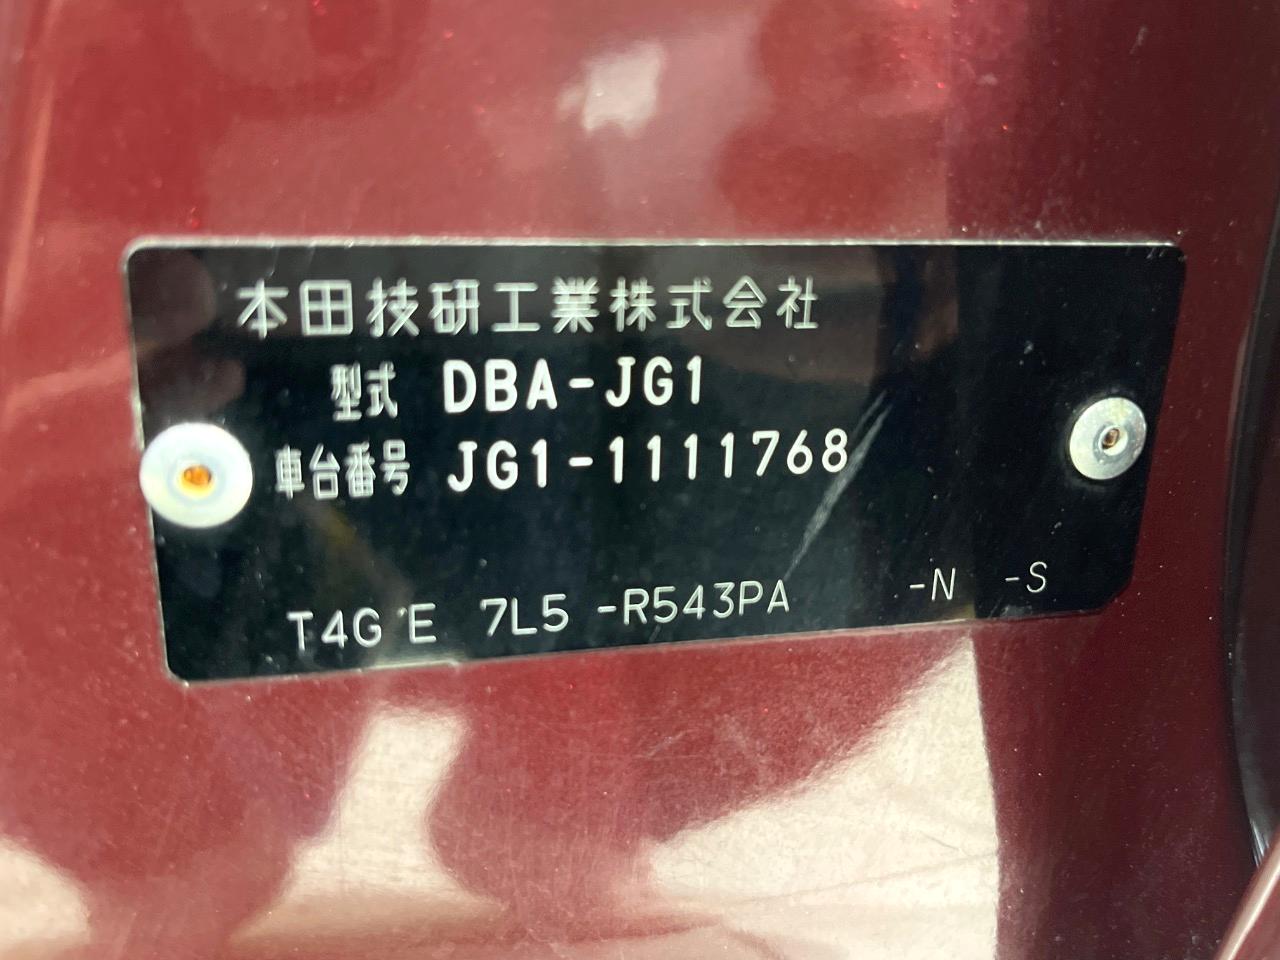 本田技研工業株式会社
型式 DBA-JG1
車台番号 JG1-1111768
T4G E 7L5 -R543PA -N -S